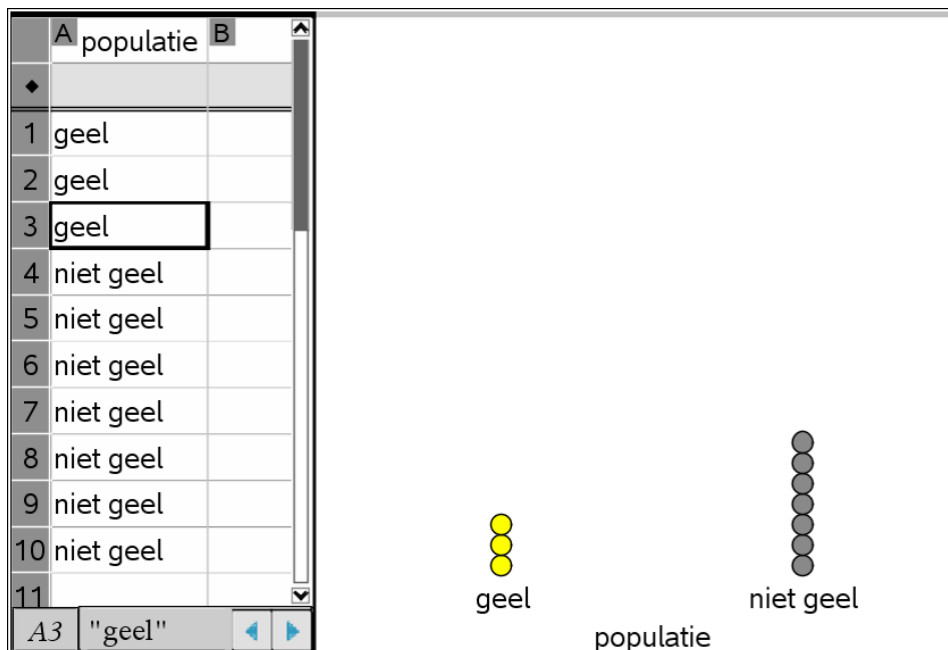 A populatie B
◆
1 geel
2 geel
3 geel
4 niet geel
5 niet geel
6 niet geel
7 niet geel
8 niet geel
9 niet geel
10 niet geel
11
A3 "geel"
geel niet geel
populatie